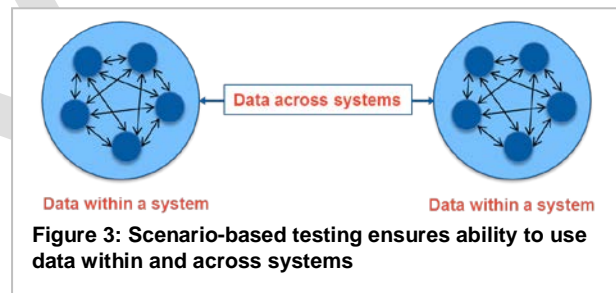 Data across systems
Data within a system
Data within a system
Figure 3: Scenario-based testing ensures ability to use
data within and across systems